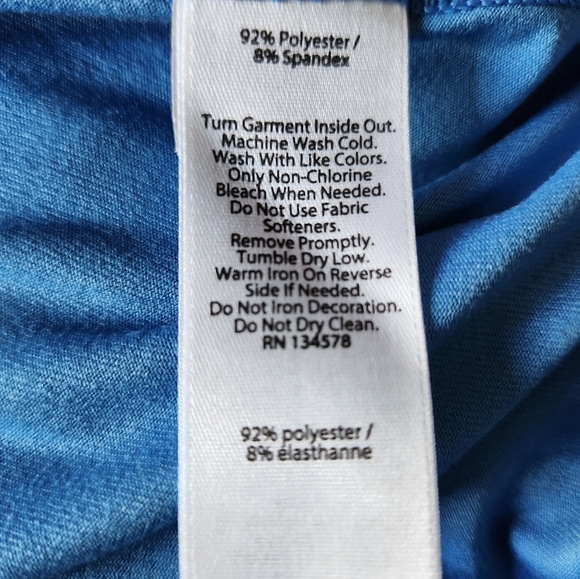 92% Polyester /
8% Spandex
Turn Garment Inside Out.
Machine Wash Cold.
Wash With Like Colors.
Only Non-Chlorine
Bleach When Needed.
Do Not Use Fabric
Softeners.
Remove Promptly.
Tumble Dry Low.
Warm Iron On Reverse
Side If Needed.
Do Not Iron Decoration.
Do Not Dry Clean.
RN 134578
92% polyester /
8% élasthanne